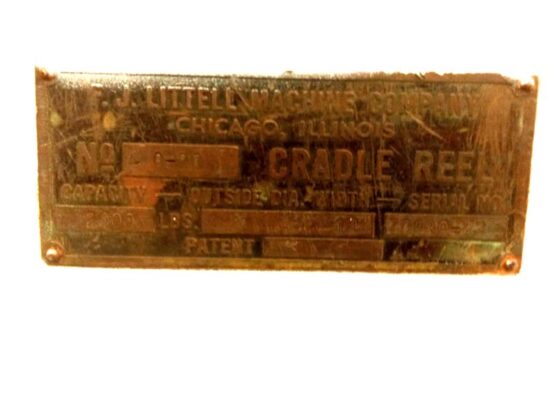 F. J. LITTELL MACHINE COMPANY
CHICAGO, ILLINOIS
No CRADLE REEL
CAPACITY OUTSIDE DIA. WIDTH SERIAL NO.
LBS.
PATENT